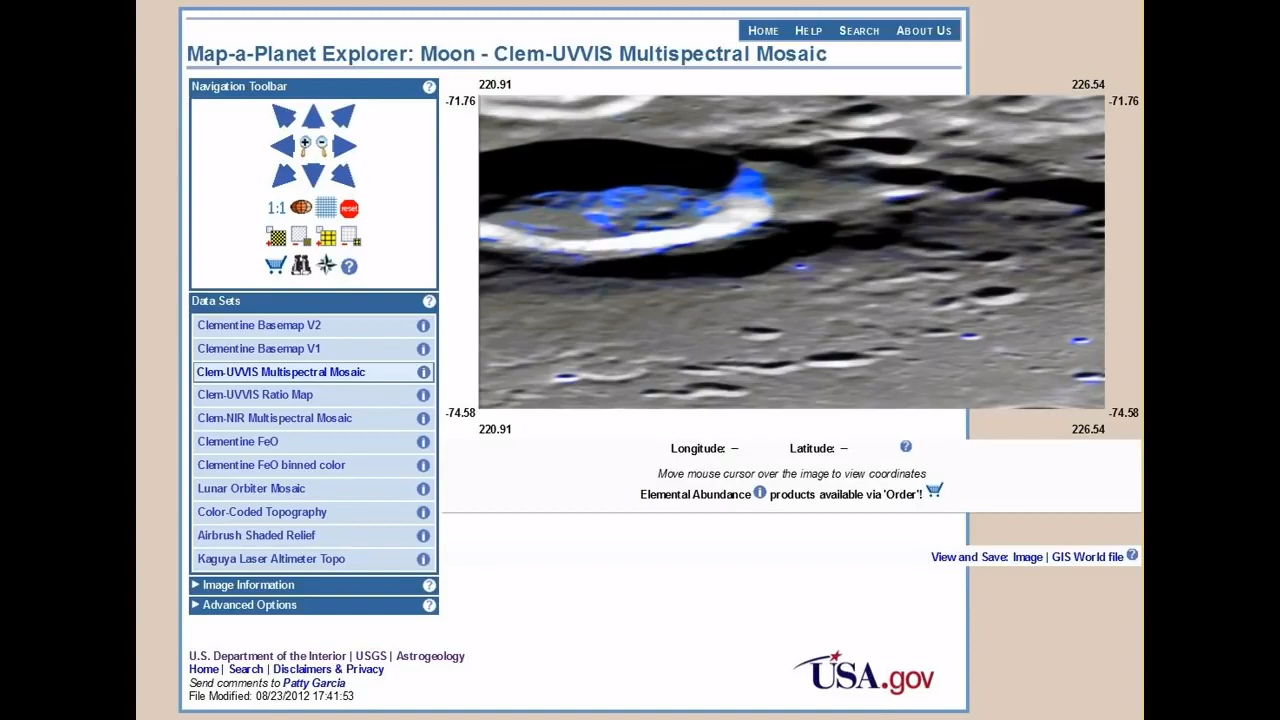 HOME HELP SEARCH ABOUT US
Map-a-Planet Explorer: Moon - Clem-UVVIS Multispectral Mosaic
Navigation Toolbar
1:1
reset
Data Sets
Clementine Basemap V2
Clementine Basemap V1
Clem-UVVIS Multispectral Mosaic
Clem-UVVIS Ratio Map
Clem-NIR Multispectral Mosaic
Clementine FeO
Clementine FeO binned color
Lunar Orbiter Mosaic
Color-Coded Topography
Airbrush Shaded Relief
Kaguya Laser Altimeter Topo
Image Information
Advanced Options
220.91 226.54
-71.76 -71.76
-74.58 -74.58
220.91 226.54
Longitude: – Latitude: –
Move mouse cursor over the image to view coordinates
Elemental Abundance products available via 'Order'!
View and Save: Image | GIS World file
U.S. Department of the Interior | USGS | Astrogeology
Home | Search | Disclaimers & Privacy
Send comments to Patty Garcia
File Modified: 08/23/2012 17:41:53
USA.gov